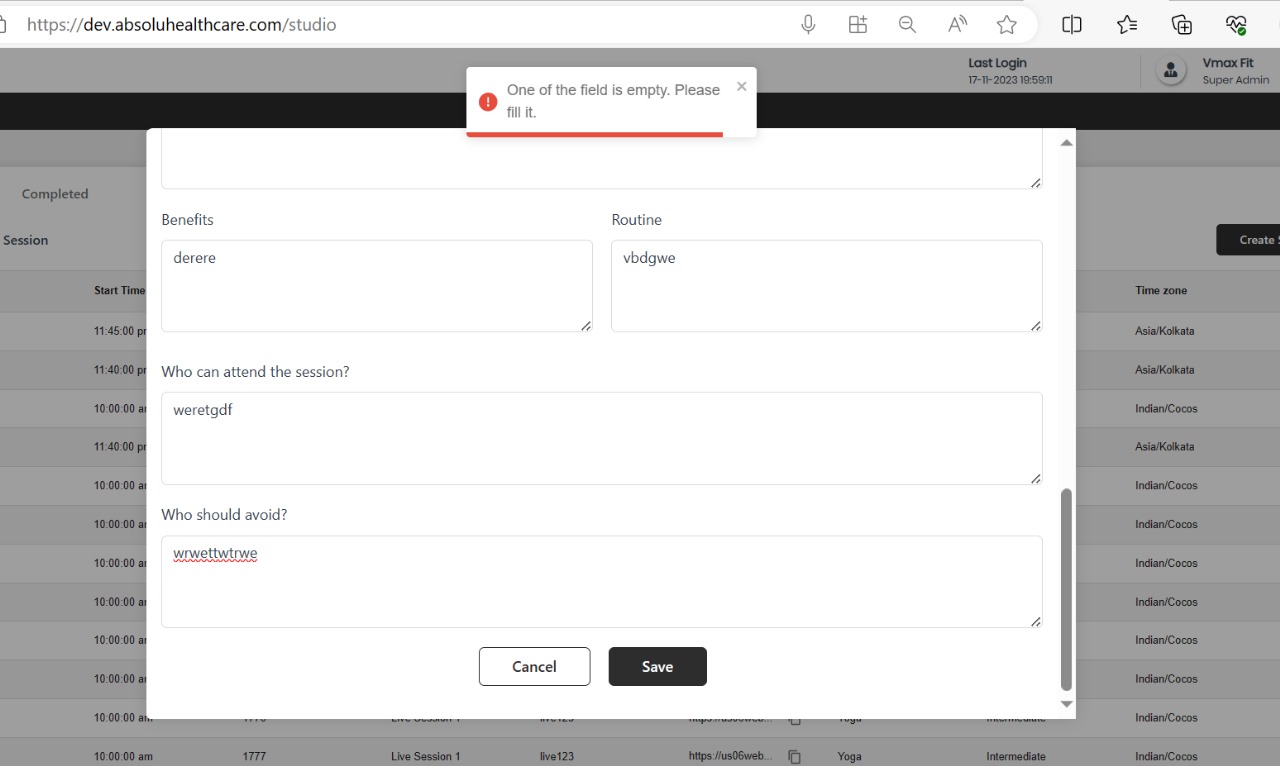 https://dev.absoluhealthcare.com/studio
Last Login
17-11-2023 19:59:11
Vmax Fit
Super Admin
One of the field is empty. Please
fill it.
Completed
Session
Create
Benefits
Routine
derere
vbdgwe
Who can attend the session?
weretgdf
Who should avoid?
wrwettwtrwe
Cancel
Save
Start Time
Time zone
11:45:00 pm
Asia/Kolkata
11:40:00 pm
Asia/Kolkata
10:00:00 am
Indian/Cocos
11:40:00 pm
Asia/Kolkata
10:00:00 am
Indian/Cocos
10:00:00 am
Indian/Cocos
10:00:00 am
Indian/Cocos
10:00:00 am
Indian/Cocos
10:00:00 am
Indian/Cocos
10:00:00 am
Indian/Cocos
10:00:00 am Live Session 1 live123 https://us06web... Yoga Intermediate Indian/Cocos
10:00:00 am 1777 Live Session 1 live123 https://us06web... Yoga Intermediate Indian/Cocos